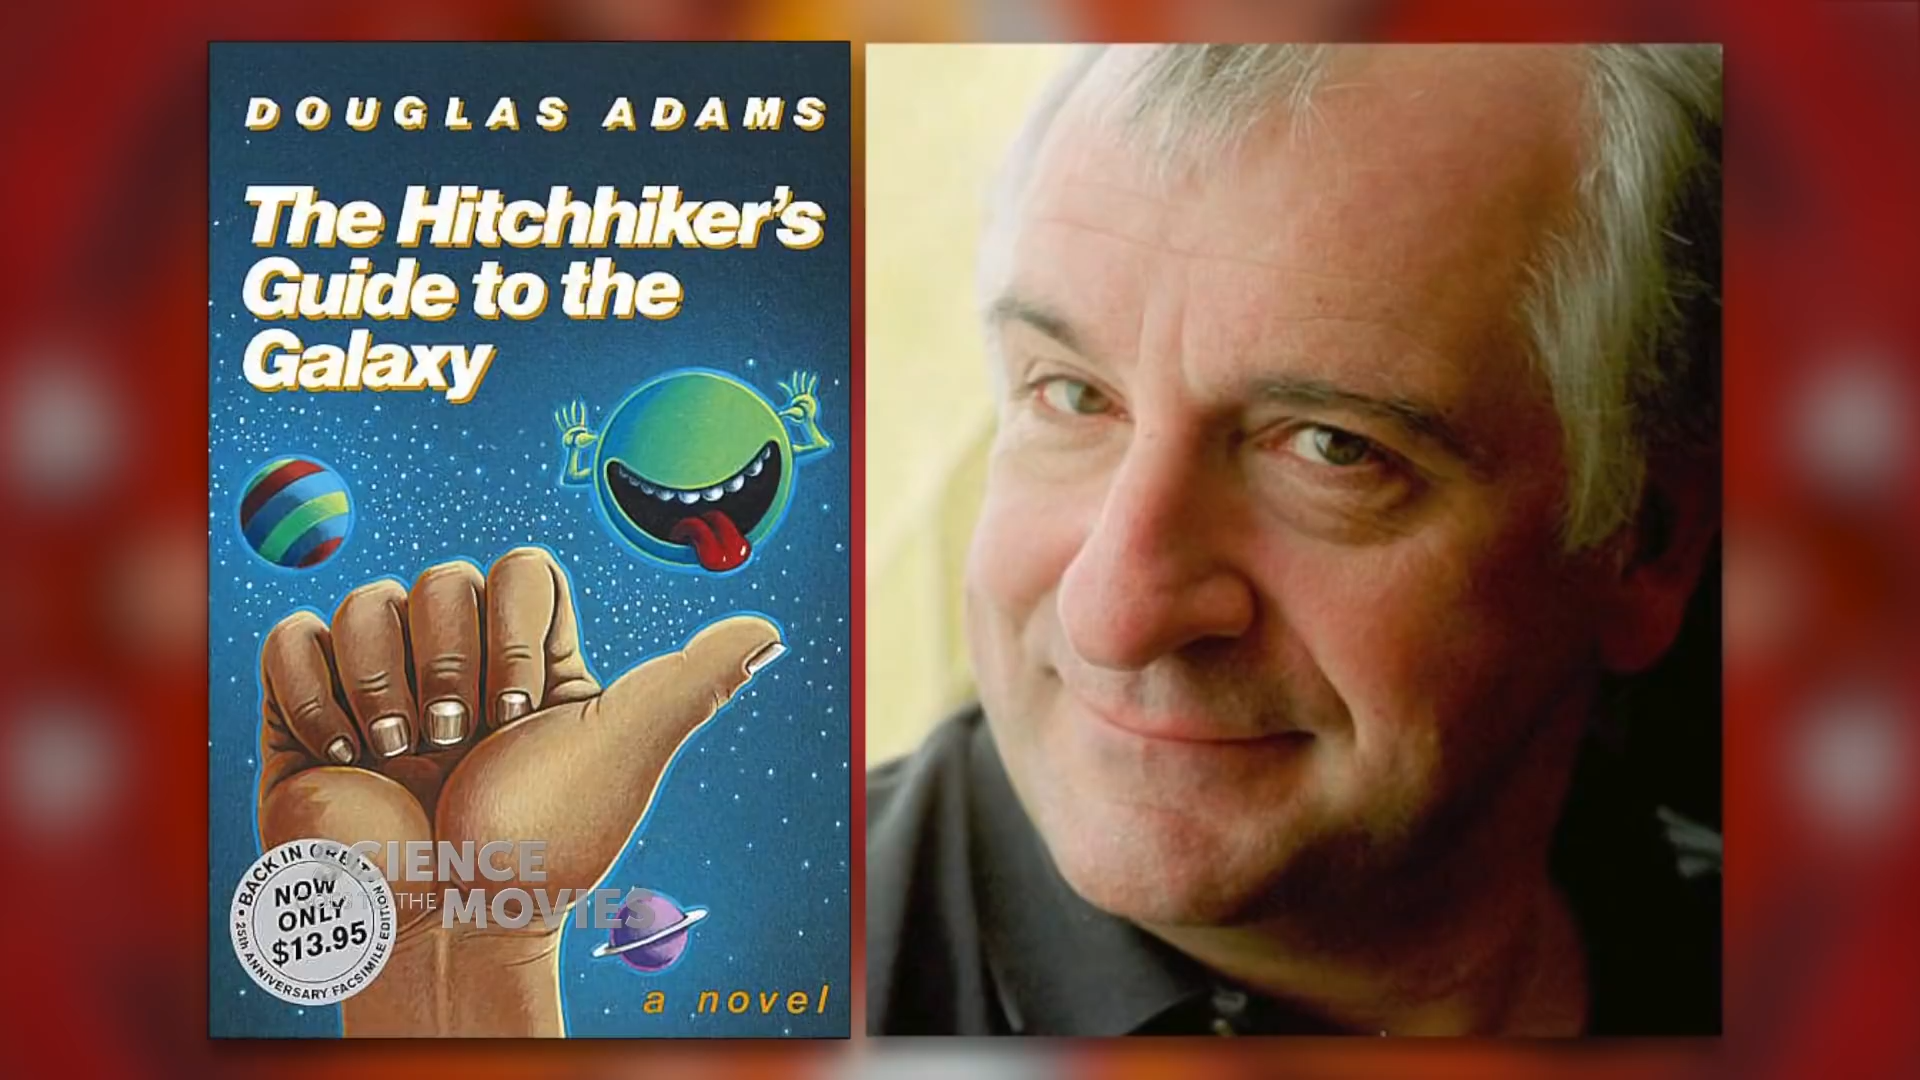 DOUGLAS ADAMS
The Hitchhiker's
Guide to the
Galaxy
BACK IN ORBIT
NOW
ONLY
$13.95
25th ANNIVERSARY FACSIMILE EDITION
SCIENCE
THE MOVIES
a novel